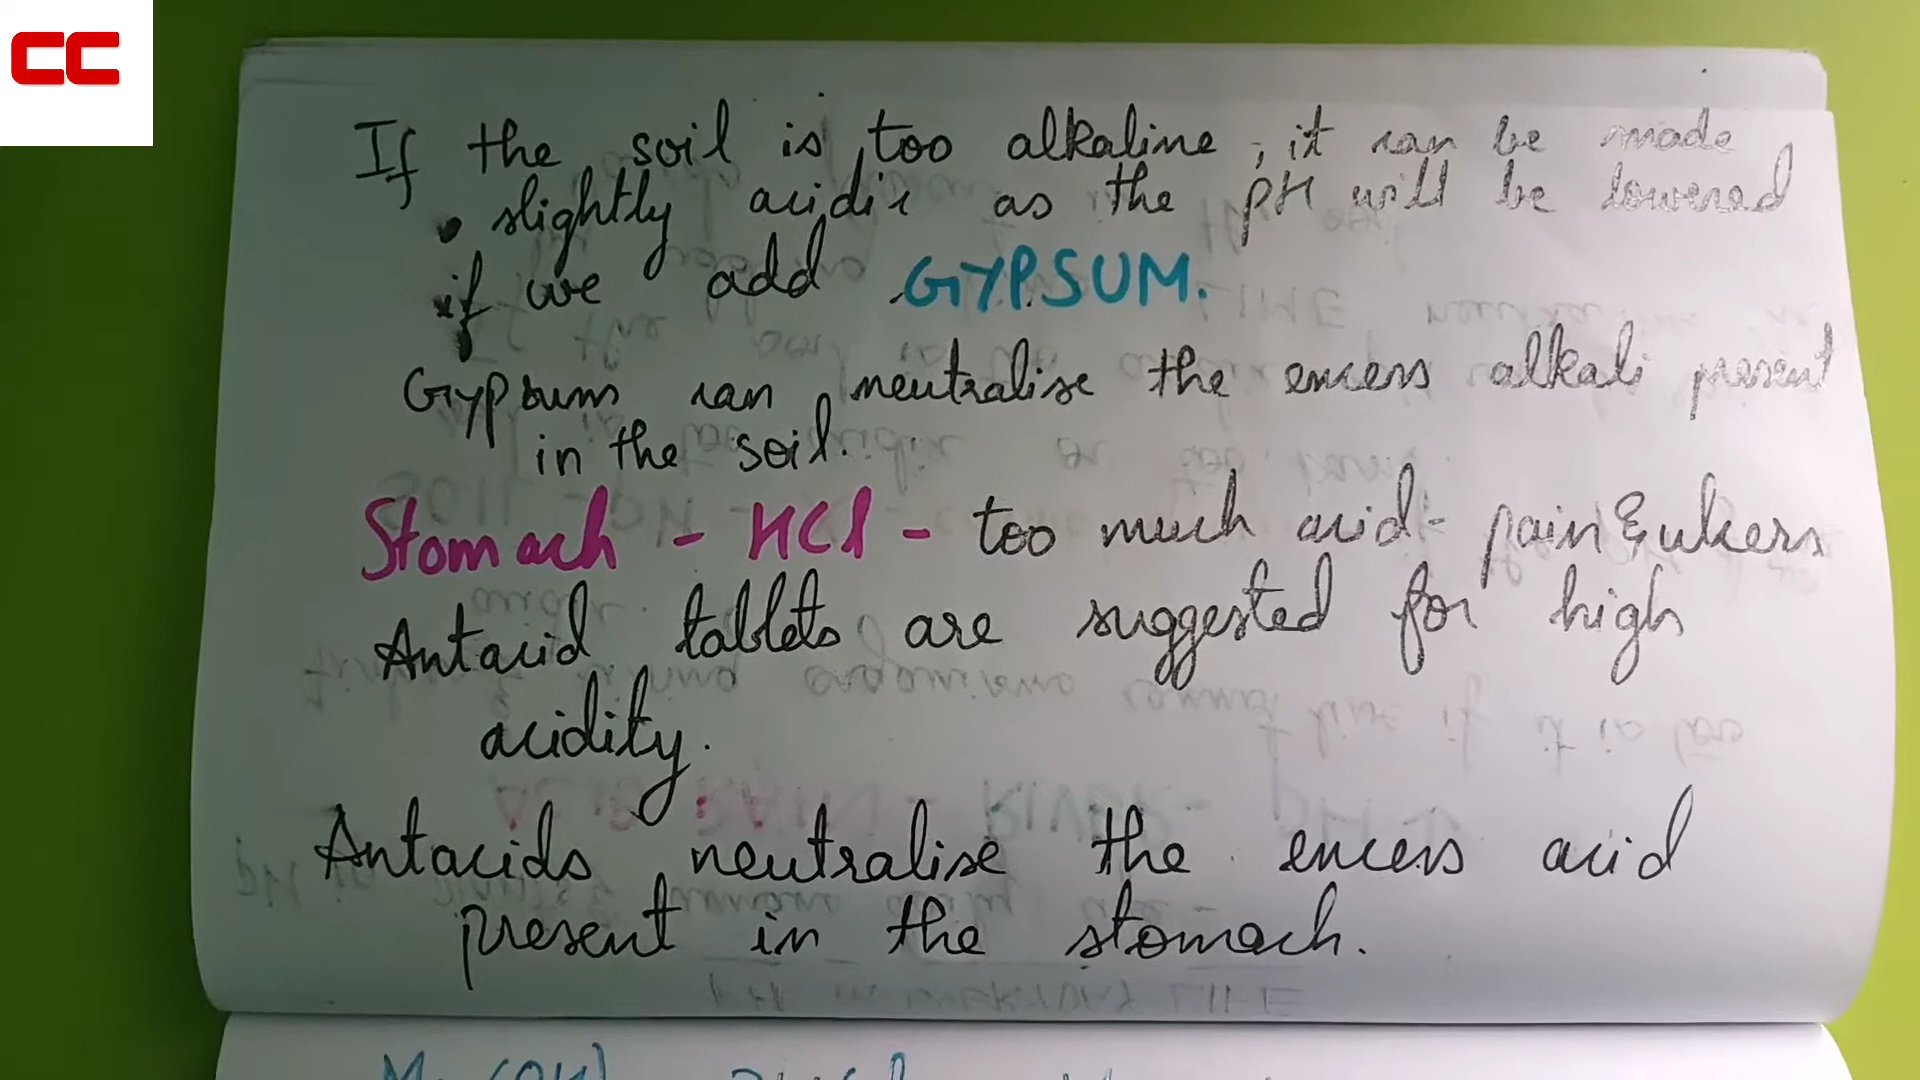 CC
If the soil is too alkaline, it can be made
slightly acidic as the pH will be lowered
if we add GYPSUM.
Gypsum can neutralise the excess alkali present
in the soil.
Stomach - HCl - too much acid - pain & ulcers
Antacid tablets are suggested for high
acidity.
Antacids neutralise the excess acid
present in the stomach.